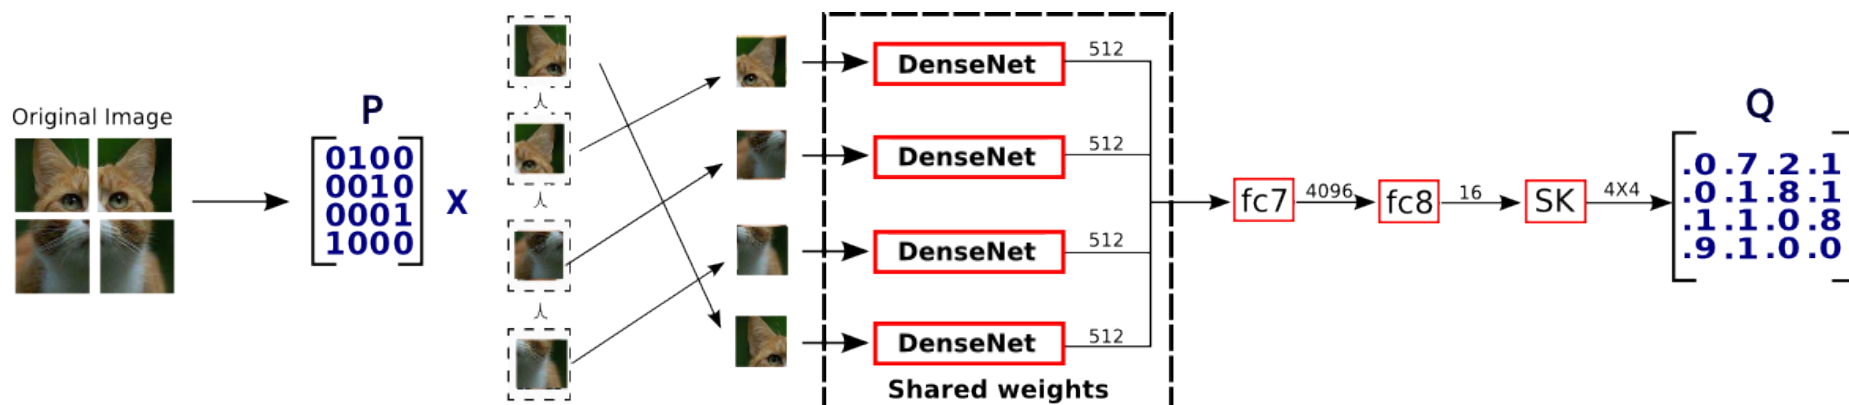 Original Image
P
0100
0010
0001
1000
X
DenseNet
512
DenseNet
512
DenseNet
512
DenseNet
512
Shared weights
fc7
4096
fc8
16
SK
4X4
Q
.0 .7 .2 .1
.0 .1 .8 .1
.1 .1 .0 .8
.9 .1 .0 .0